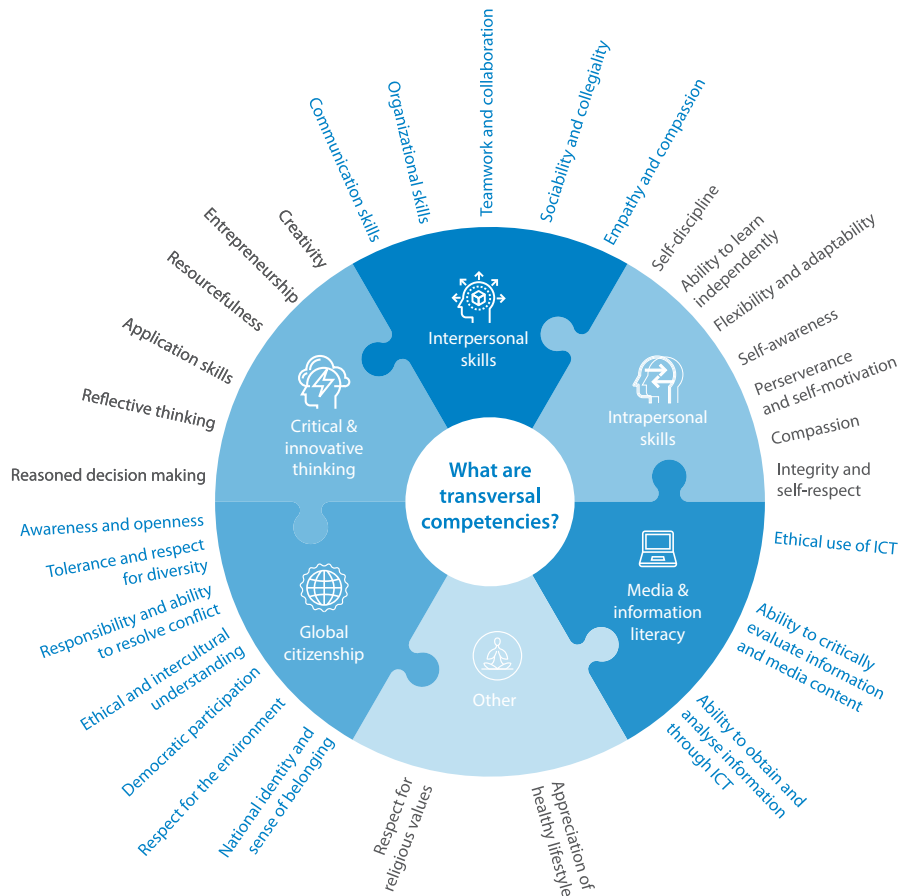 What are
transversal
competencies?
Interpersonal
skills
Communication skills
Organizational skills
Teamwork and collaboration
Sociability and collegiality
Empathy and compassion
Intrapersonal
skills
Self-discipline
Ability to learn
independently
Flexibility and adaptability
Self-awareness
Perserverance
and self-motivation
Compassion
Integrity and
self-respect
Media &
information
literacy
Ethical use of ICT
Ability to critically
evaluate information
and media content
Ability to obtain and
analyse information
through ICT
Other
Appreciation of
healthy lifestyle
Respect for
religious values
Global
citizenship
Awareness and openness
Tolerance and respect
for diversity
Responsibility and ability
to resolve conflict
Ethical and intercultural
understanding
Democratic participation
Respect for the environment
National identity and
sense of belonging
Critical &
innovative
thinking
Creativity
Entrepreneurship
Resourcefulness
Application skills
Reflective thinking
Reasoned decision making